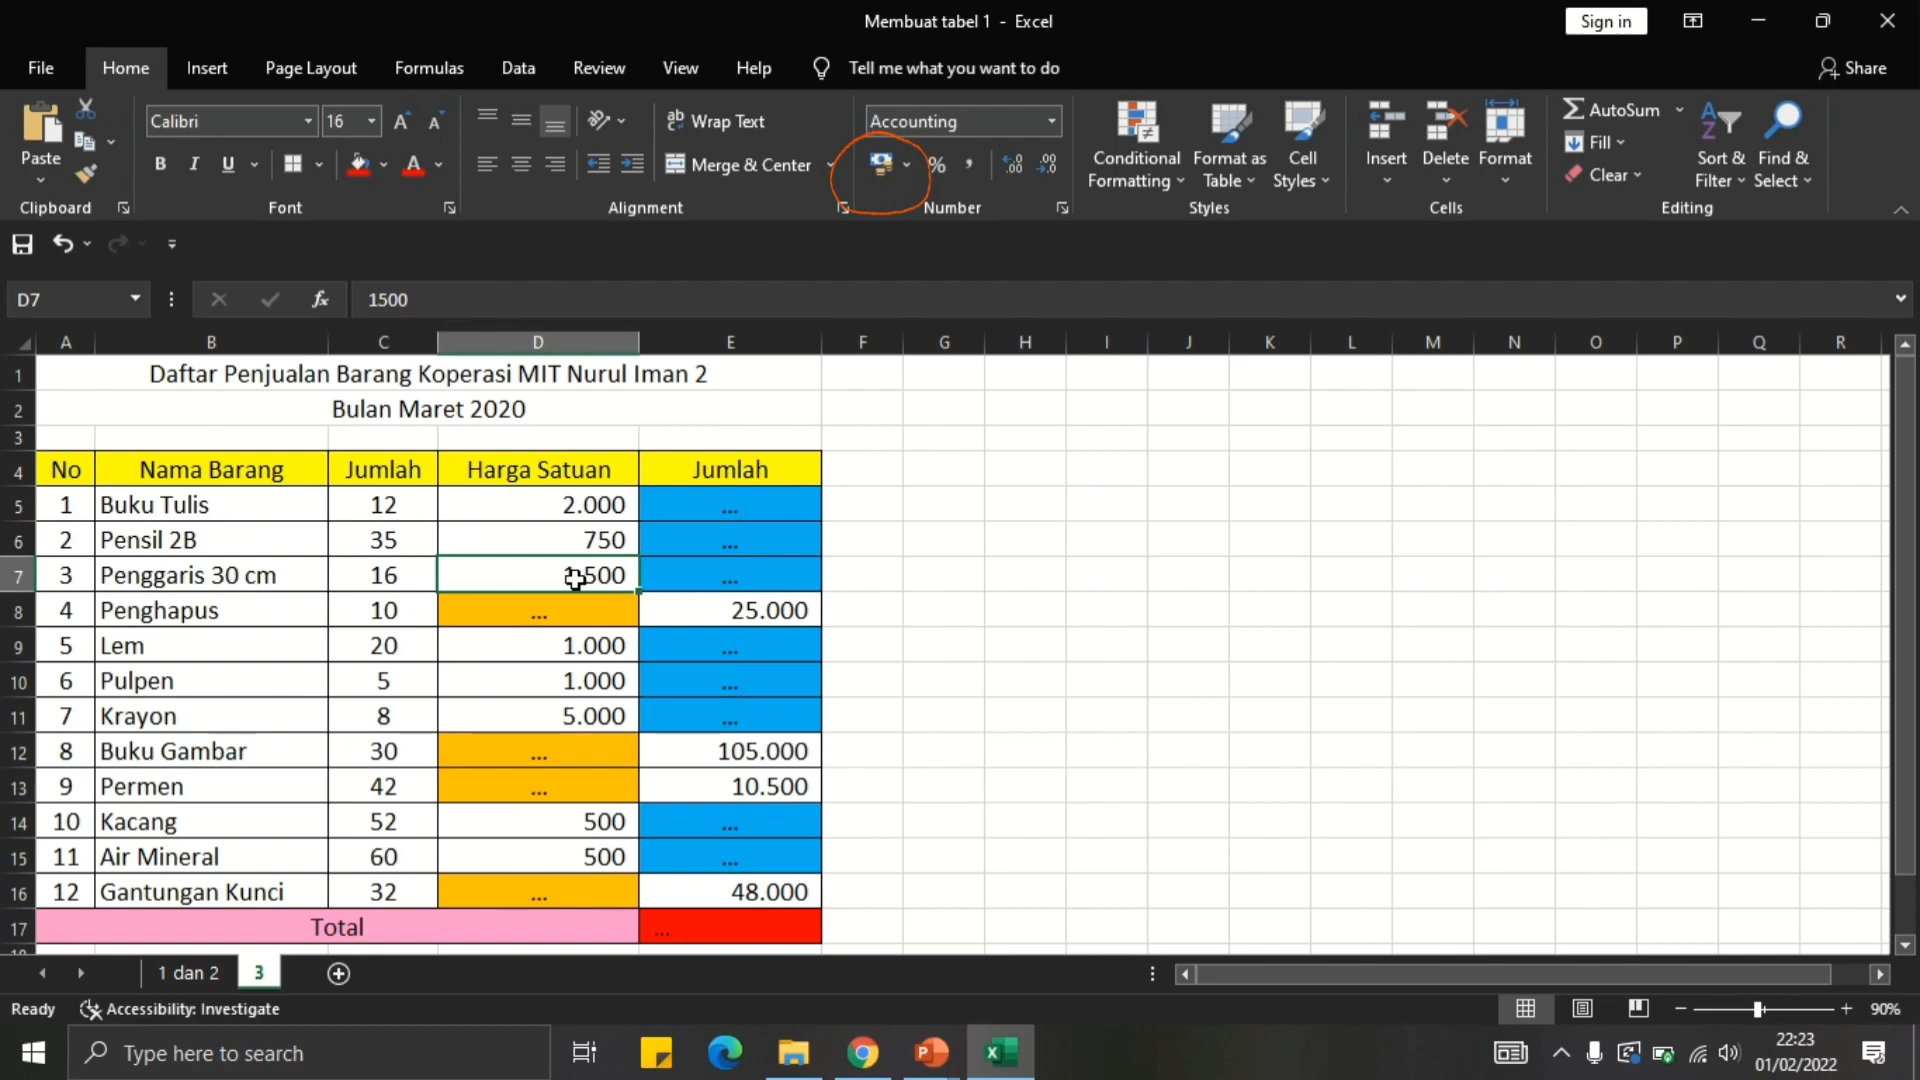 Membuat tabel 1 - Excel
Sign in
File Home Insert Page Layout Formulas Data Review View Help Tell me what you want to do Share
Calibri 16 Wrap Text Accounting AutoSum
Paste B I U Merge & Center % Conditional Formatting Format as Table Cell Styles Insert Delete Format Fill Clear Sort & Filter Find & Select
Clipboard Font Alignment Number Styles Cells Editing
D7 fx 1500
A B C D E F G H I J K L M N O P Q R
1 Daftar Penjualan Barang Koperasi MIT Nurul Iman 2
2 Bulan Maret 2020
3
4 No Nama Barang Jumlah Harga Satuan Jumlah
5 1 Buku Tulis 12 2.000 ...
6 2 Pensil 2B 35 750 ...
7 3 Penggaris 30 cm 16 1.500 ...
8 4 Penghapus 10 ... 25.000
9 5 Lem 20 1.000 ...
10 6 Pulpen 5 1.000 ...
11 7 Krayon 8 5.000 ...
12 8 Buku Gambar 30 ... 105.000
13 9 Permen 42 ... 10.500
14 10 Kacang 52 500 ...
15 11 Air Mineral 60 500 ...
16 12 Gantungan Kunci 32 ... 48.000
17 Total ...
1 dan 2 3
Ready Accessibility: Investigate 90%
Type here to search 22:23
01/02/2022